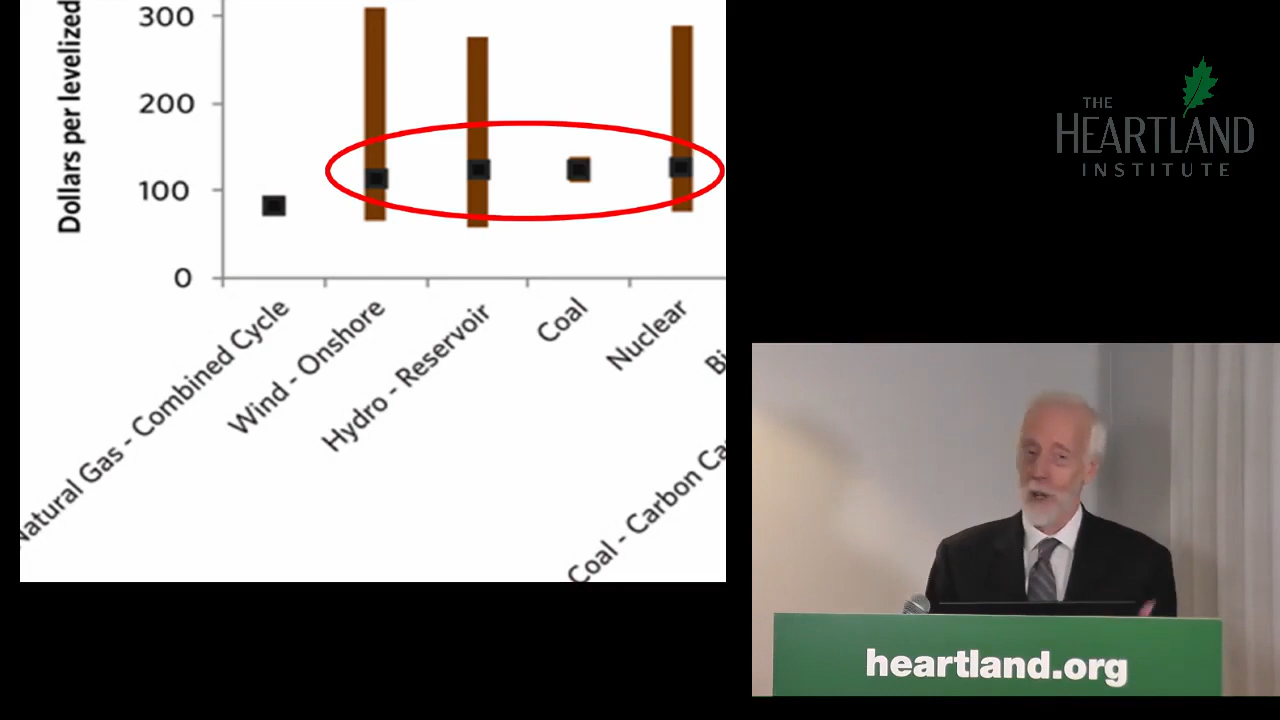 Dollars per levelized
300
200
100
0
Natural Gas - Combined Cycle
Wind - Onshore
Hydro - Reservoir
Coal
Nuclear
Coal - Carbon
THE
HEARTLAND
INSTITUTE
heartland.org